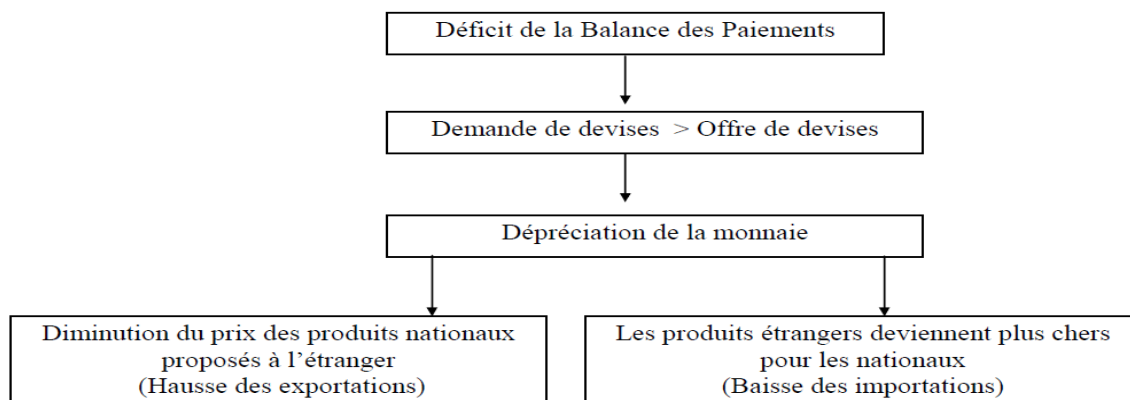 Déficit de la Balance des Paiements
Demande de devises > Offre de devises
Dépréciation de la monnaie
Diminution du prix des produits nationaux
proposés à l’étranger
(Hausse des exportations)
Les produits étrangers deviennent plus chers
pour les nationaux
(Baisse des importations)